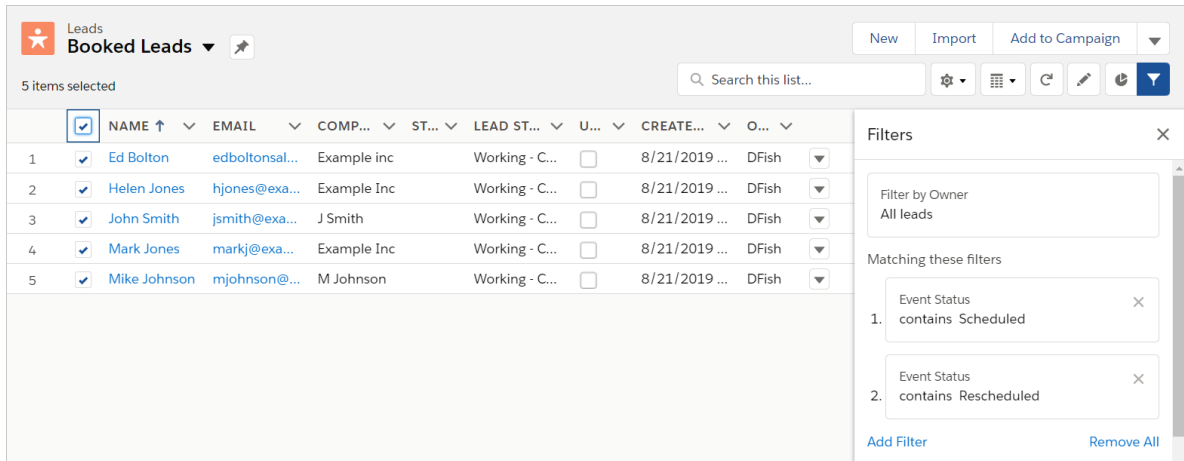 Leads
Booked Leads
New Import Add to Campaign
5 items selected
Search this list...
NAME EMAIL COMP... ST... LEAD ST... U... CREATE... O...
1 Ed Bolton edboltonsal... Example inc Working - C... 8/21/2019 ... DFish
2 Helen Jones hjones@exa... Example Inc Working - C... 8/21/2019 ... DFish
3 John Smith jsmith@exa... J Smith Working - C... 8/21/2019 ... DFish
4 Mark Jones markj@exa... Example Inc Working - C... 8/21/2019 ... DFish
5 Mike Johnson mjohnson@... M Johnson Working - C... 8/21/2019 ... DFish
Filters
Filter by Owner
All leads
Matching these filters
Event Status
1. contains Scheduled
Event Status
2. contains Rescheduled
Add Filter Remove All